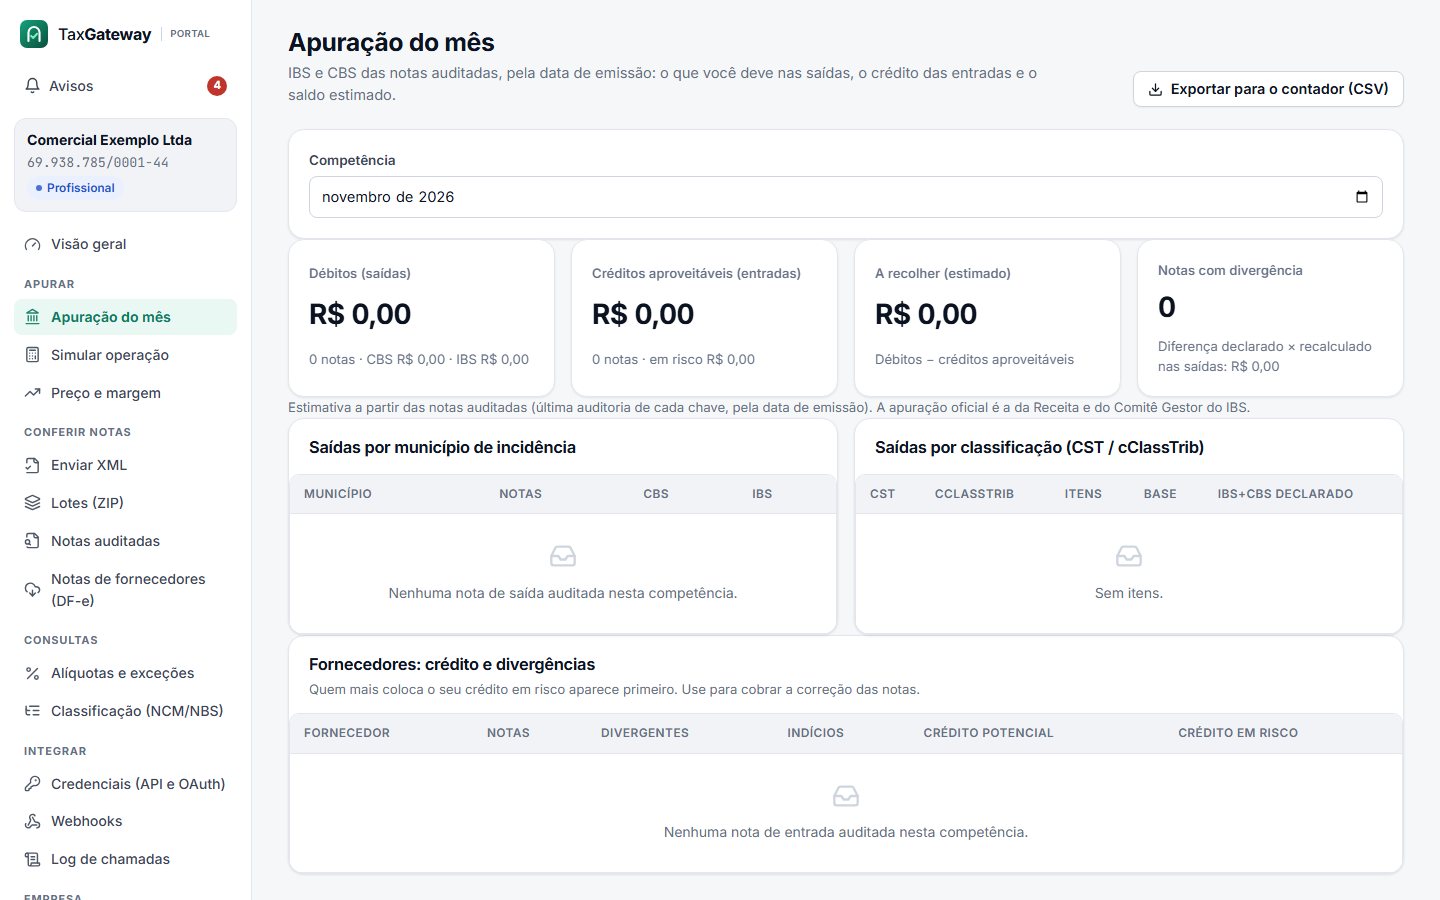 TaxGateway PORTAL
Avisos 4
Comercial Exemplo Ltda
69.938.785/0001-44
Profissional
Visão geral
APURAR
Apuração do mês
Simular operação
Preço e margem
CONFERIR NOTAS
Enviar XML
Lotes (ZIP)
Notas auditadas
Notas de fornecedores
(DF-e)
CONSULTAS
Alíquotas e exceções
Classificação (NCM/NBS)
INTEGRAR
Credenciais (API e OAuth)
Webhooks
Log de chamadas
EMPRESA
Apuração do mês
IBS e CBS das notas auditadas, pela data de emissão: o que você deve nas saídas, o crédito das entradas e o
saldo estimado.
Exportar para o contador (CSV)
Competência
novembro de 2026
Débitos (saídas)
R$ 0,00
0 notas · CBS R$ 0,00 · IBS R$ 0,00
Créditos aproveitáveis (entradas)
R$ 0,00
0 notas · em risco R$ 0,00
A recolher (estimado)
R$ 0,00
Débitos − créditos aproveitáveis
Notas com divergência
0
Diferença declarado × recalculado
nas saídas: R$ 0,00
Estimativa a partir das notas auditadas (última auditoria de cada chave, pela data de emissão). A apuração oficial é a da Receita e do Comitê Gestor do IBS.
Saídas por município de incidência
MUNICÍPIO NOTAS CBS IBS
Nenhuma nota de saída auditada nesta competência.
Saídas por classificação (CST / cClassTrib)
CST CCLASSTRIB ITENS BASE IBS+CBS DECLARADO
Sem itens.
Fornecedores: crédito e divergências
Quem mais coloca o seu crédito em risco aparece primeiro. Use para cobrar a correção das notas.
FORNECEDOR NOTAS DIVERGENTES INDÍCIOS CRÉDITO POTENCIAL CRÉDITO EM RISCO
Nenhuma nota de entrada auditada nesta competência.